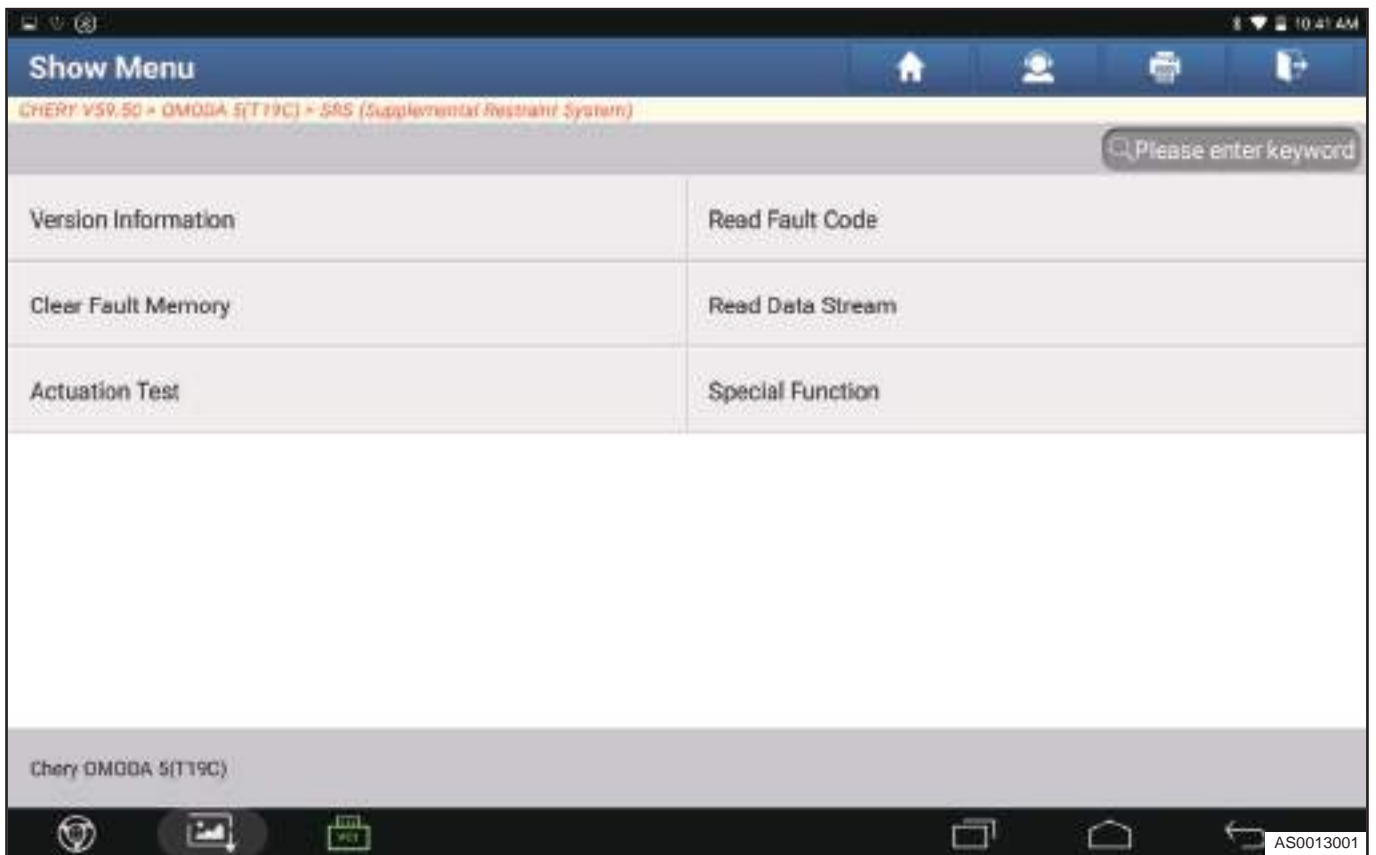 10:41 AM
Show Menu
CHERY V59.50 > OMODA 5(T19C) > SRS (Supplemental Restraint System)
Please enter keyword
Version Information
Read Fault Code
Clear Fault Memory
Read Data Stream
Actuation Test
Special Function
Chery OMODA 5(T19C)
VCI
AS0013001